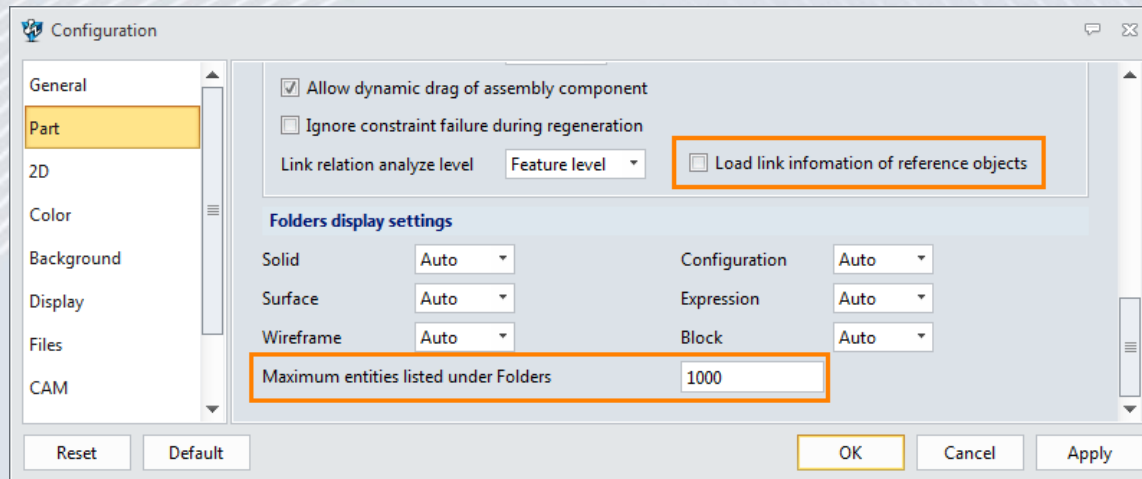 Configuration
General
Part
2D
Color
Background
Display
Files
CAM
Allow dynamic drag of assembly component
Ignore constraint failure during regeneration
Link relation analyze level Feature level Load link infomation of reference objects
Folders display settings
Solid Auto Configuration Auto
Surface Auto Expression Auto
Wireframe Auto Block Auto
Maximum entities listed under Folders 1000
Reset Default OK Cancel Apply